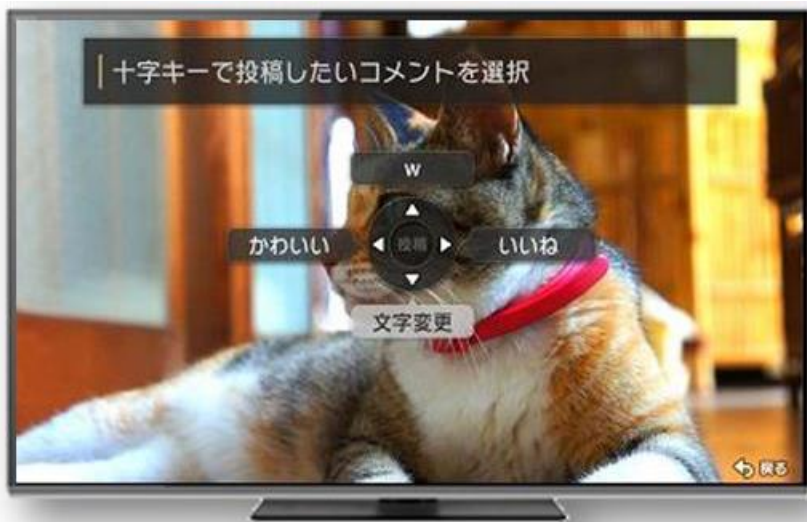 十字キーで投稿したいコメントを選択
w
かわいい
投稿
いいね
文字変更
戻る